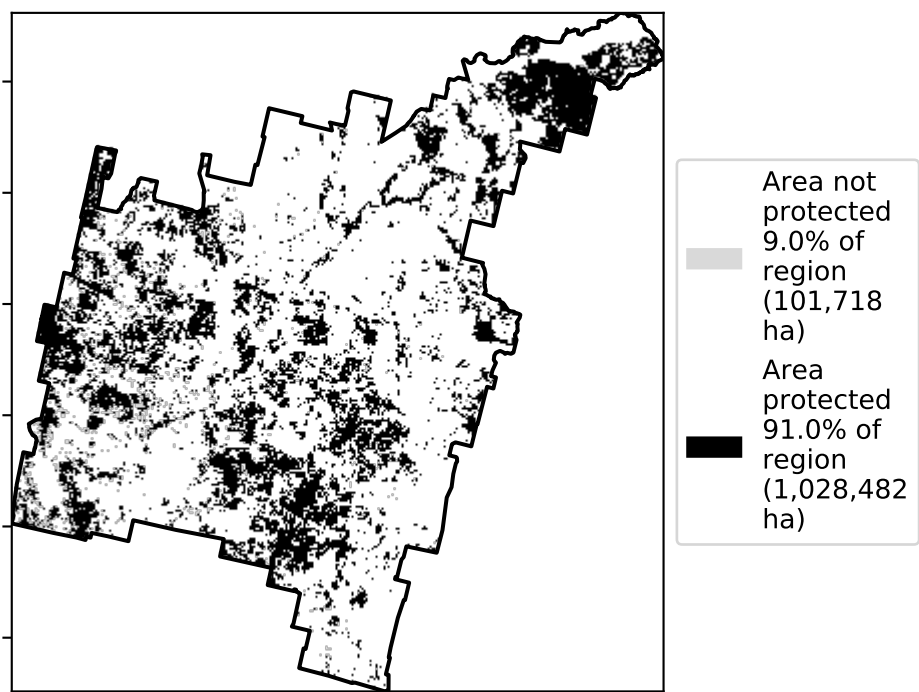 Area not
protected
9.0% of
region
(101,718
ha)
Area
protected
91.0% of
region
(1,028,482
ha)